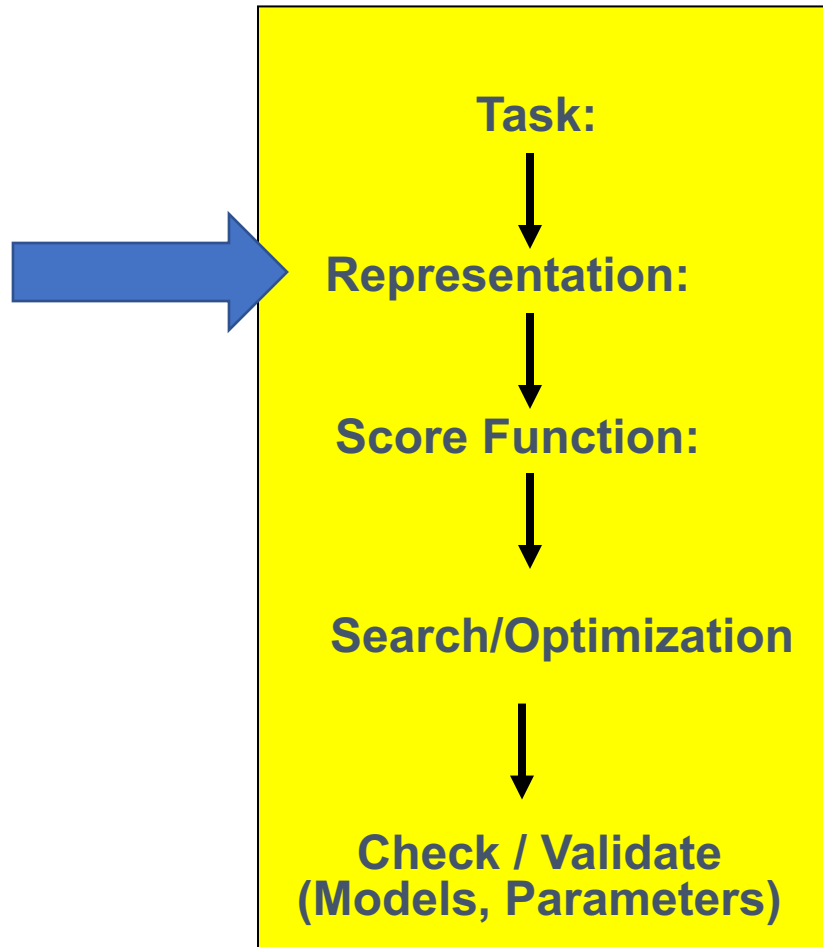 Task:
Representation:
Score Function:
Search/Optimization
Check / Validate
(Models, Parameters)